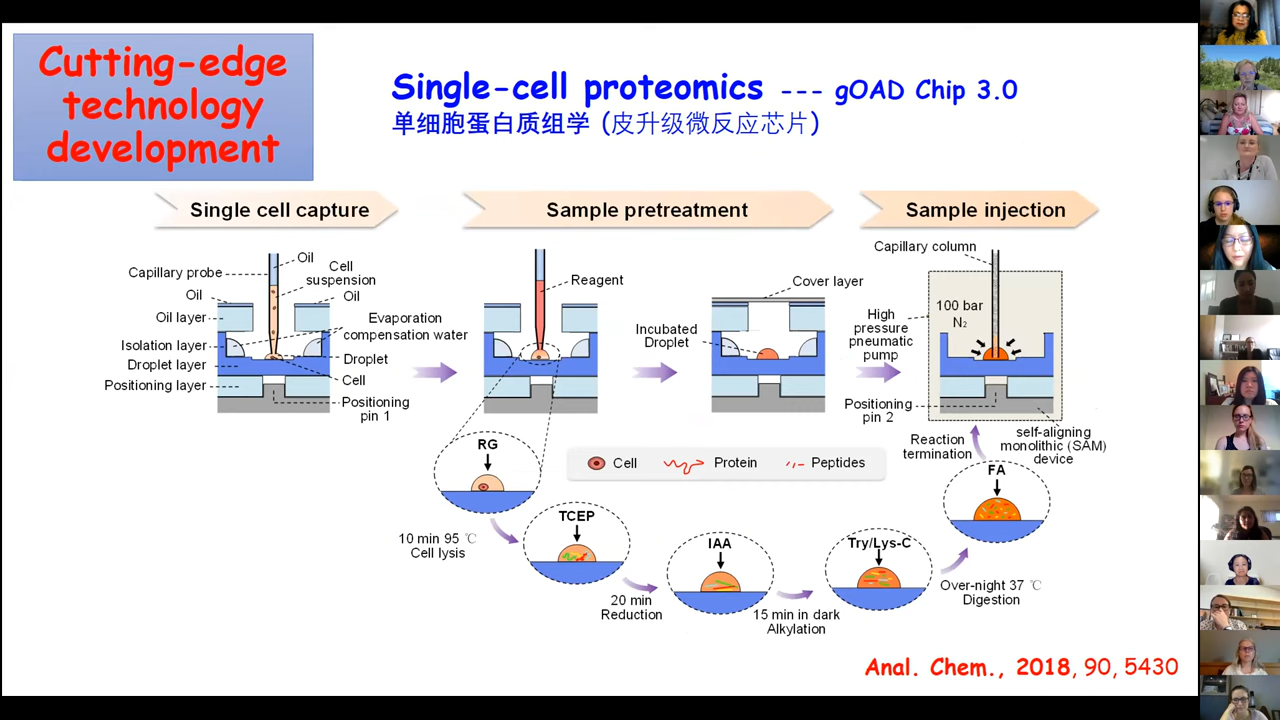 Cutting-edge
technology
development
Single-cell proteomics --- gOAD Chip 3.0
单细胞蛋白质组学 (皮升级微反应芯片)
Single cell capture
Sample pretreatment
Sample injection
Oil
Capillary probe
Cell
suspension
Oil
Oil
Oil layer
Evaporation
compensation water
Isolation layer
Droplet layer
Droplet
Cell
Positioning layer
Positioning
pin 1
Reagent
Cover layer
Incubated
Droplet
Capillary column
100 bar
N₂
High
pressure
pneumatic
pump
Positioning
pin 2
self-aligning
monolithic (SAM)
device
Reaction
termination
RG
Cell
Protein
Peptides
FA
10 min 95 ℃
Cell lysis
TCEP
20 min
Reduction
IAA
15 min in dark
Alkylation
Try/Lys-C
Over-night 37 ℃
Digestion
Anal. Chem., 2018, 90, 5430